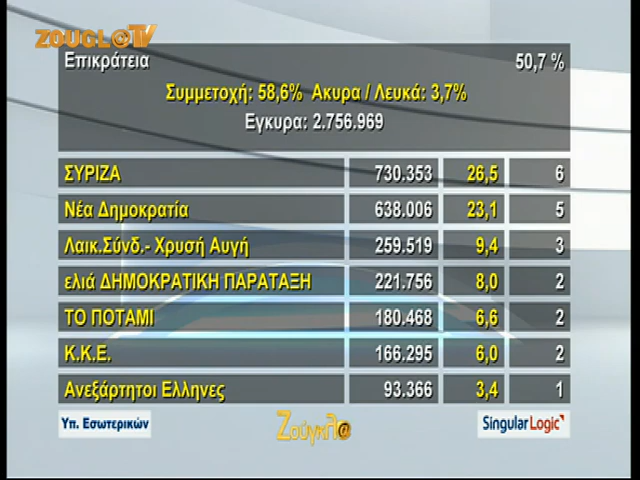 ZOUGL@TV
Επικράτεια 50,7 %
Συμμετοχή: 58,6% Ακυρα / Λευκά: 3,7%
Εγκυρα: 2.756.969
ΣΥΡΙΖΑ 730.353 26,5 6
Νέα Δημοκρατία 638.006 23,1 5
Λαικ.Σύνδ.- Χρυσή Αυγή 259.519 9,4 3
ελιά ΔΗΜΟΚΡΑΤΙΚΗ ΠΑΡΑΤΑΞΗ 221.756 8,0 2
ΤΟ ΠΟΤΑΜΙ 180.468 6,6 2
Κ.Κ.Ε. 166.295 6,0 2
Ανεξάρτητοι Ελληνες 93.366 3,4 1
Υπ. Εσωτερικών Ζούγκλ@ SingularLogic